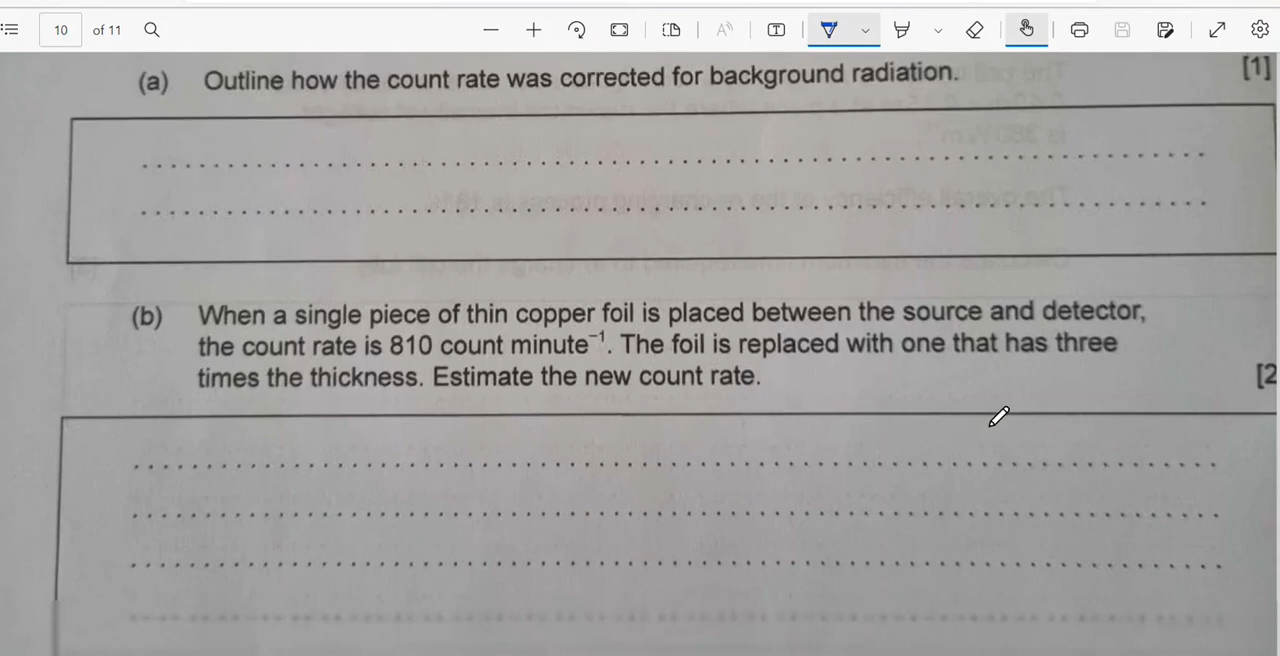 10 of 11
(a) Outline how the count rate was corrected for background radiation. [1]
(b) When a single piece of thin copper foil is placed between the source and detector,
the count rate is 810 count minute⁻¹. The foil is replaced with one that has three
times the thickness. Estimate the new count rate. [2